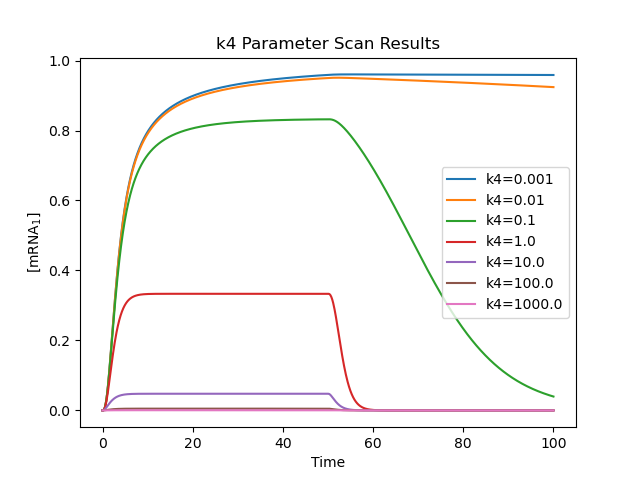 k4 Parameter Scan Results
[mRNA₁]
1.0
0.8
0.6
0.4
0.2
0.0
k4=0.001
k4=0.01
k4=0.1
k4=1.0
k4=10.0
k4=100.0
k4=1000.0
0 20 40 60 80 100
Time